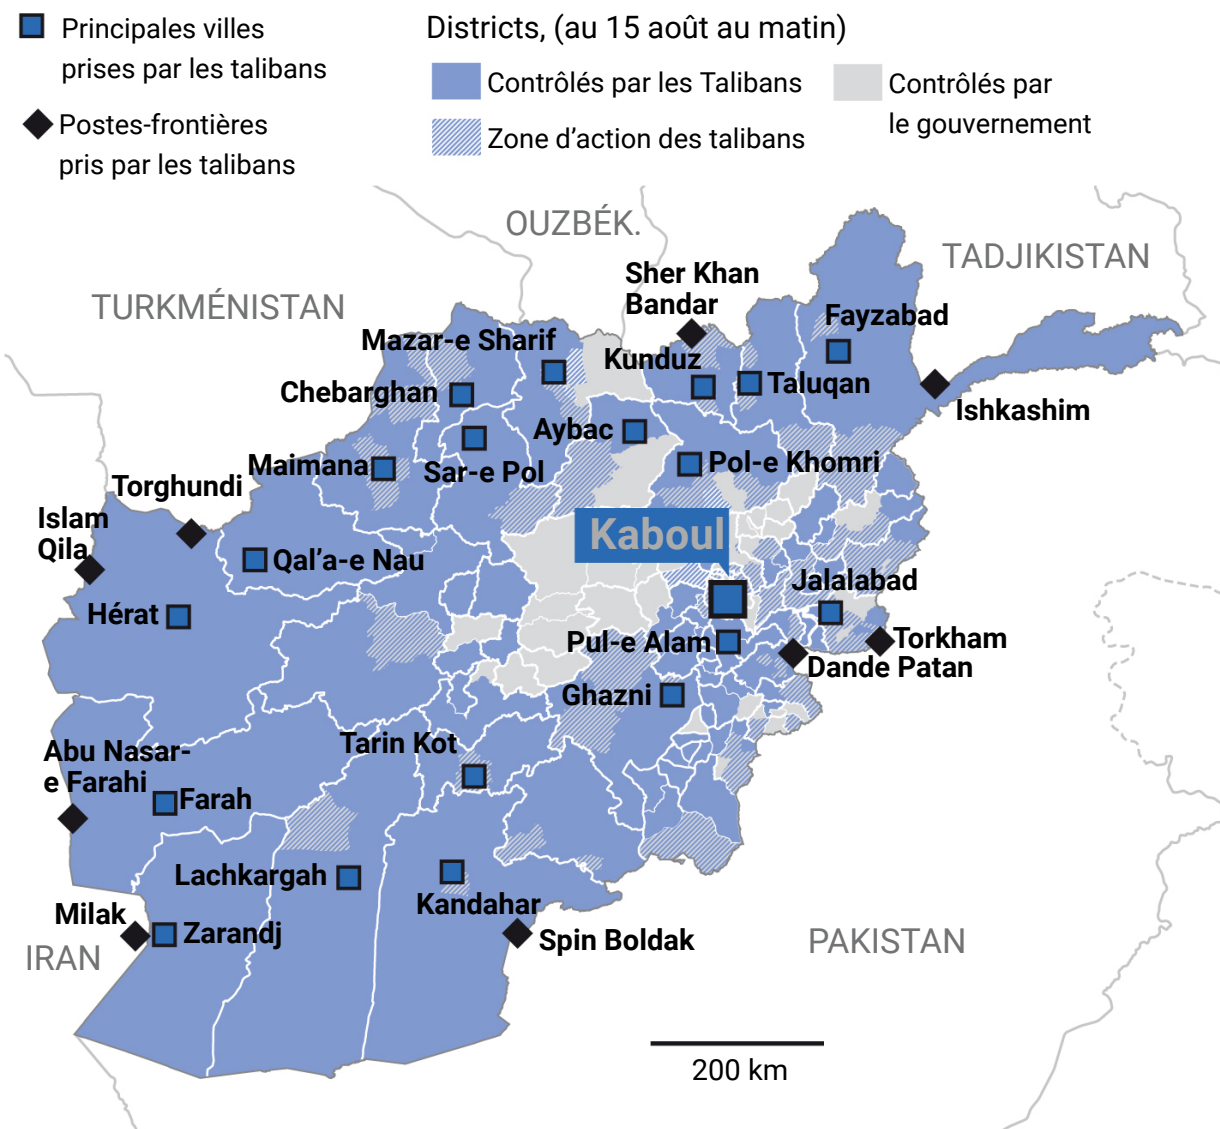 Principales villes
prises par les talibans
Postes-frontières
pris par les talibans
Districts, (au 15 août au matin)
Contrôlés par les Talibans
Zone d’action des talibans
Contrôlés par
le gouvernement
OUZBÉK.
TADJIKISTAN
TURKMÉNISTAN
Sher Khan
Bandar
Fayzabad
Mazar-e Sharif
Kunduz
Chebarghan
Taluqan
Ishkashim
Aybac
Maimana
Sar-e Pol
Pol-e Khomri
Torghundi
Islam
Qila
Kaboul
Qal’a-e Nau
Jalalabad
Hérat
Pul-e Alam
Torkham
Dande Patan
Ghazni
Tarin Kot
Abu Nasar-
e Farahi
Farah
Lachkargah
Kandahar
Milak
Zarandj
Spin Boldak
IRAN
PAKISTAN
200 km